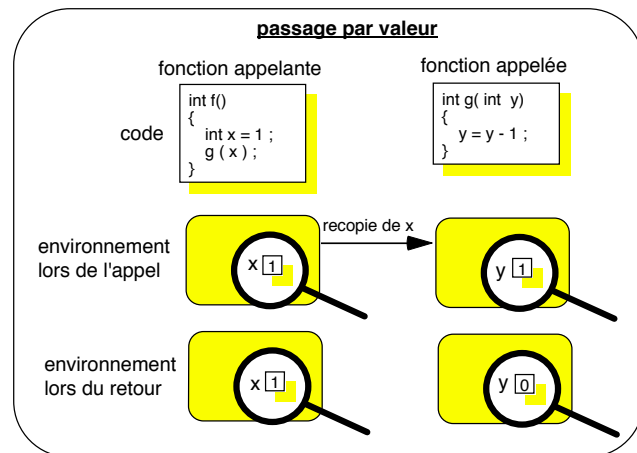 passage par valeur
fonction appelante
fonction appelée
code
int f()
{
int x = 1 ;
g ( x ) ;
}
int g( int y)
{
y = y - 1 ;
}
environnement
lors de l'appel
x 1
recopie de x
y 1
environnement
lors du retour
x 1
y 0